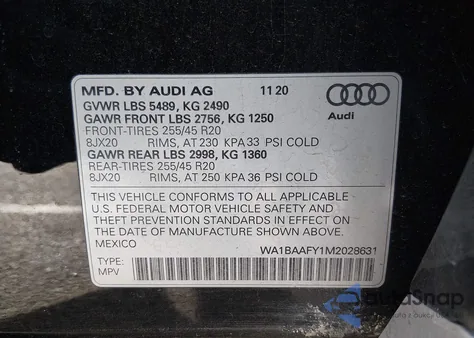 MFD. BY AUDI AG 11 20
GVWR LBS 5489, KG 2490
GAWR FRONT LBS 2756, KG 1250
FRONT-TIRES 255/45 R20
8JX20 RIMS, AT 230 KPA 33 PSI COLD
GAWR REAR LBS 2998, KG 1360
REAR-TIRES 255/45 R20
8JX20 RIMS, AT 250 KPA 36 PSI COLD
Audi
THIS VEHICLE CONFORMS TO ALL APPLICABLE
U.S. FEDERAL MOTOR VEHICLE SAFETY AND
THEFT PREVENTION STANDARDS IN EFFECT ON
THE DATE OF MANUFACTURE SHOWN ABOVE.
MEXICO WA1BAAFY1M2028631
TYPE:
MPV
autoSnap